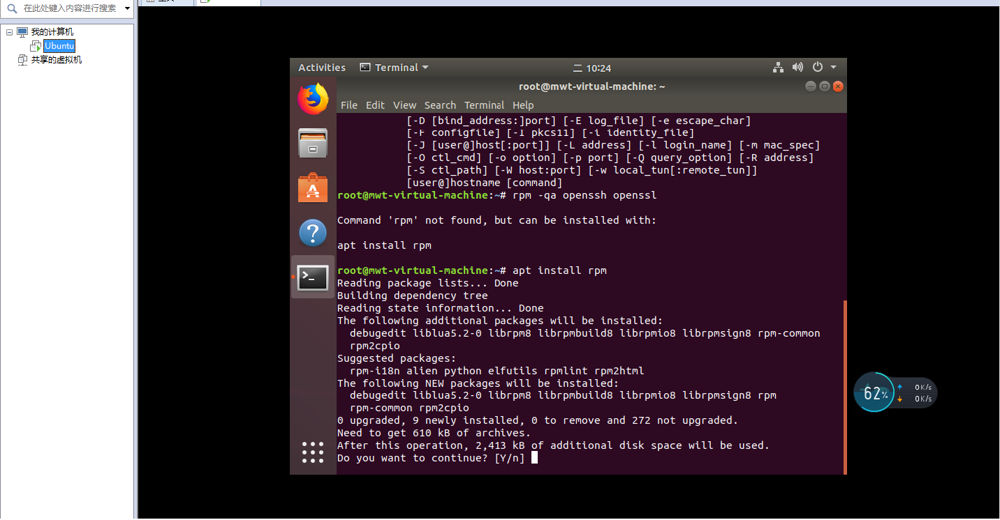 在此处键入内容进行搜索
我的计算机
Ubuntu
共享的虚拟机
Activities
Terminal
二 10:24
root@mwt-virtual-machine: ~
File Edit View Search Terminal Help
[-D [bind_address:]port] [-E log_file] [-e escape_char]
[-F configfile] [-I pkcs11] [-i identity_file]
[-J [user@]host[:port]] [-L address] [-l login_name] [-m mac_spec]
[-O ctl_cmd] [-o option] [-p port] [-Q query_option] [-R address]
[-S ctl_path] [-W host:port] [-w local_tun[:remote_tun]]
[user@]hostname [command]
root@mwt-virtual-machine:~# rpm -qa openssh openssl
Command 'rpm' not found, but can be installed with:
apt install rpm
root@mwt-virtual-machine:~# apt install rpm
Reading package lists... Done
Building dependency tree
Reading state information... Done
The following additional packages will be installed:
debugedit liblua5.2-0 librpm8 librpmbuild8 librpmio8 librpmsign8 rpm-common
rpm2cpio
Suggested packages:
rpm-i18n alien python elfutils rpmlint rpm2html
The following NEW packages will be installed:
debugedit liblua5.2-0 librpm8 librpmbuild8 librpmio8 librpmsign8 rpm
rpm-common rpm2cpio
0 upgraded, 9 newly installed, 0 to remove and 272 not upgraded.
Need to get 610 kB of archives.
After this operation, 2,413 kB of additional disk space will be used.
Do you want to continue? [Y/n]
62%
0K/s
0K/s